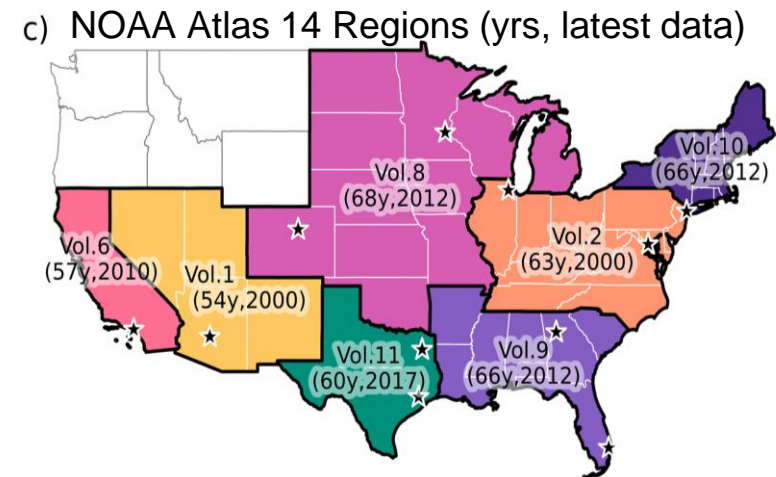 c) NOAA Atlas 14 Regions (yrs, latest data)
Vol.10
(66y,2012)
Vol.8
(68y,2012)
Vol.2
(63y,2000)
Vol.6
(57y,2010)
Vol.1
(54y,2000)
Vol.11
(60y,2017)
Vol.9
(66y,2012)